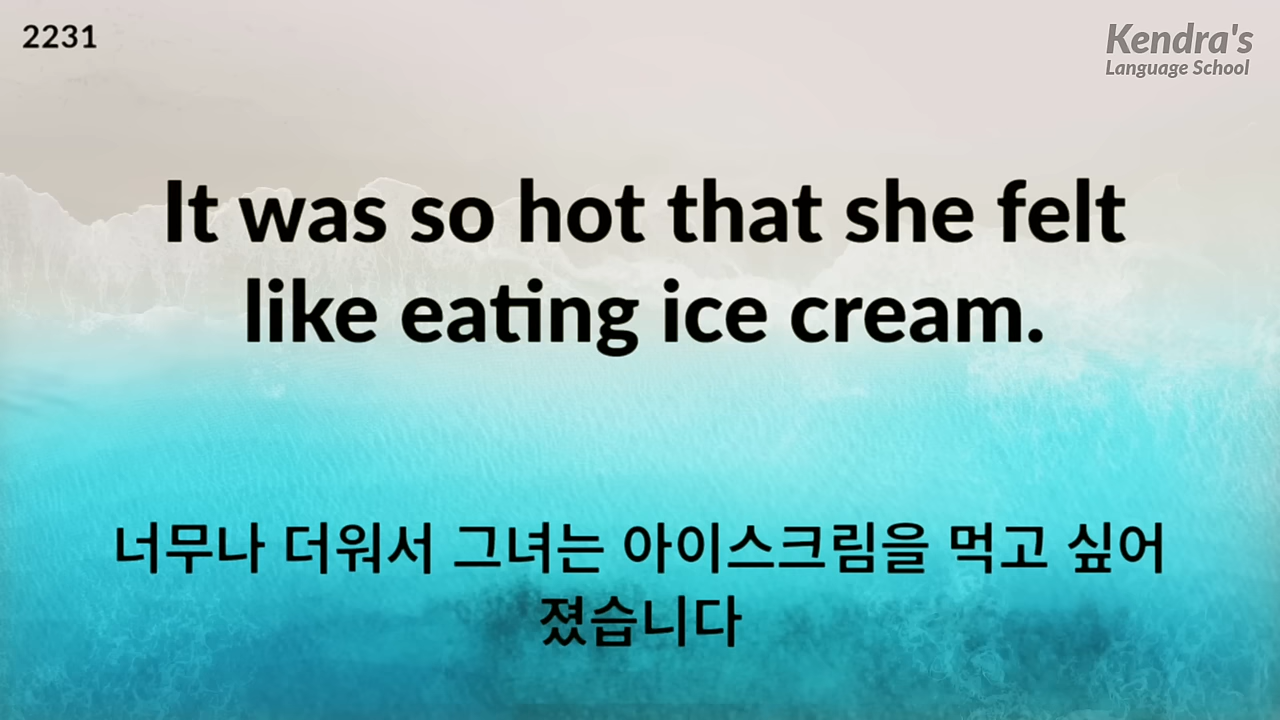 2231
Kendra's
Language School
It was so hot that she felt
like eating ice cream.
너무나 더워서 그녀는 아이스크림을 먹고 싶어
졌습니다